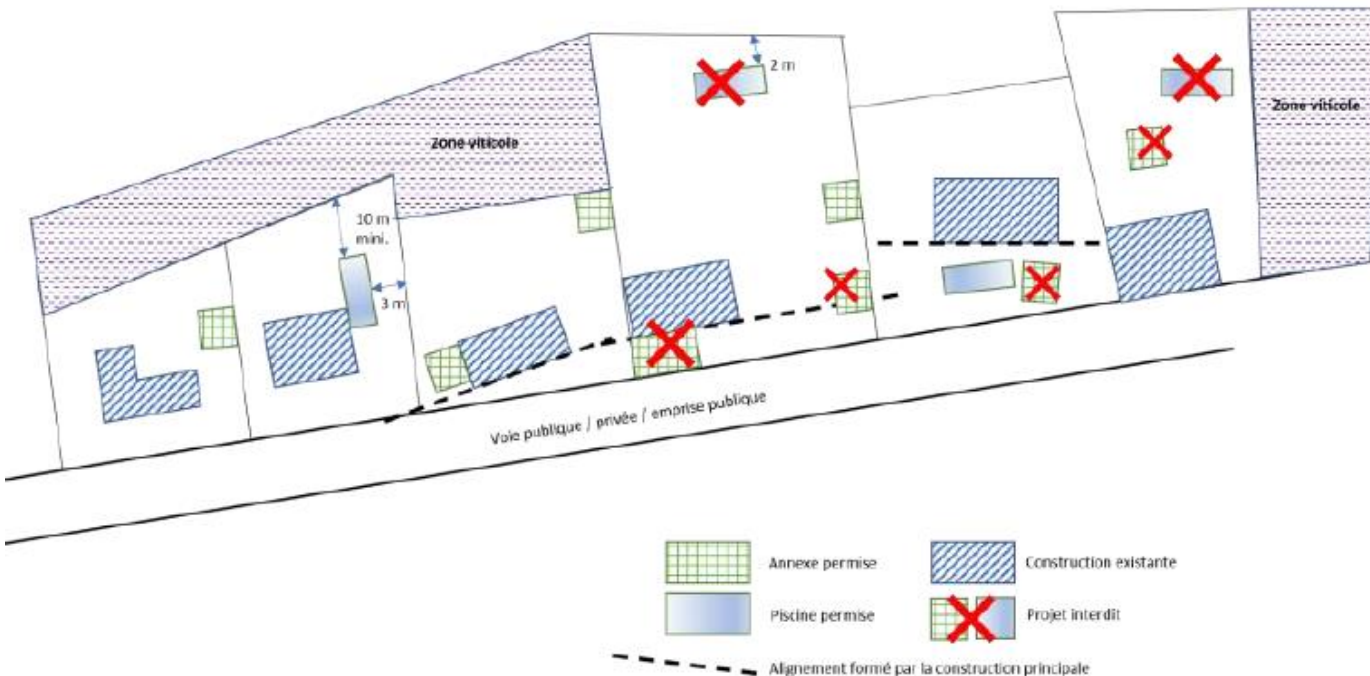 2 m
Zone viticole
Zone viticole
10 m
mini.
3 m
Voie publique / privée / emprise publique
Annexe permise
Construction existante
Piscine permise
Projet interdit
Alignement formé par la construction principale